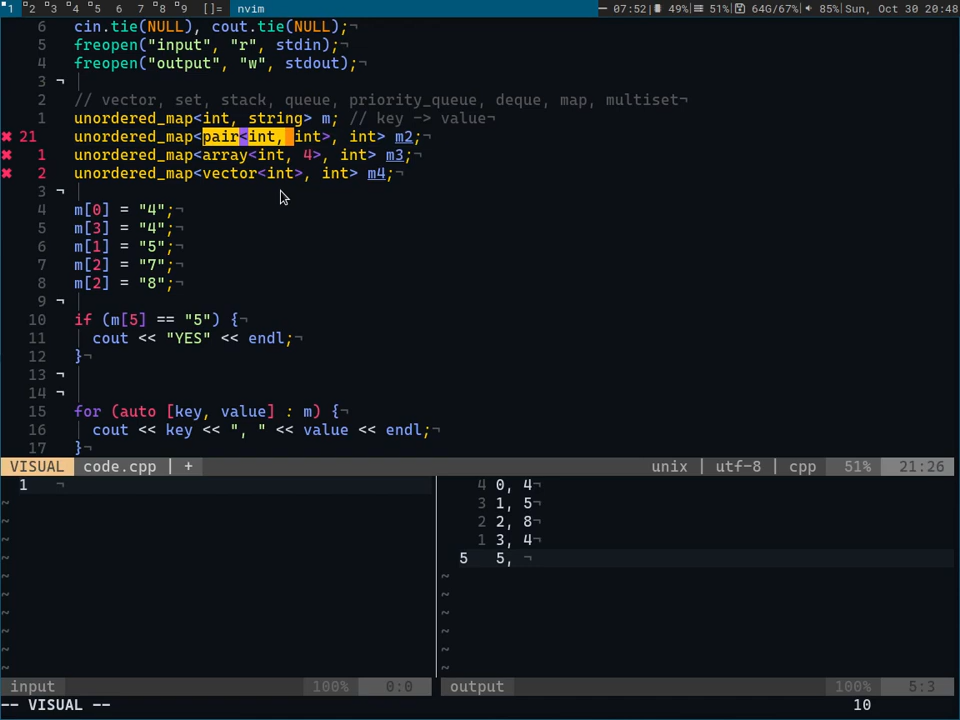 1 2 3 4 5 6 7 8 9 []= nvim 07:52 49% 51% 64G/67% 85% Sun, Oct 30 20:48
6 cin.tie(NULL), cout.tie(NULL);¬
5 freopen("input", "r", stdin);¬
4 freopen("output", "w", stdout);¬
3 ¬
2 // vector, set, stack, queue, priority_queue, deque, map, multiset¬
1 unordered_map<int, string> m; // key -> value¬
✖ 21 unordered_map<pair<int, int>, int> m2;¬
✖ 1 unordered_map<array<int, 4>, int> m3;¬
✖ 2 unordered_map<vector<int>, int> m4;¬
3 ¬
4 m[0] = "4";¬
5 m[3] = "4";¬
6 m[1] = "5";¬
7 m[2] = "7";¬
8 m[2] = "8";¬
9 ¬
10 if (m[5] == "5") {¬
11 cout << "YES" << endl;¬
12 }¬
13 ¬
14 ¬
15 for (auto [key, value] : m) {¬
16 cout << key << ", " << value << endl;¬
17 }¬
VISUAL code.cpp | + unix | utf-8 | cpp 51% 21:26
1 ¬
~
~
~
~
~
~
~
~
~
~
input 100% 0:0
4 0, 4¬
3 1, 5¬
2 2, 8¬
1 3, 4¬
5 5, ¬
~
~
~
~
~
~
output 100% 5:3
-- VISUAL -- 10